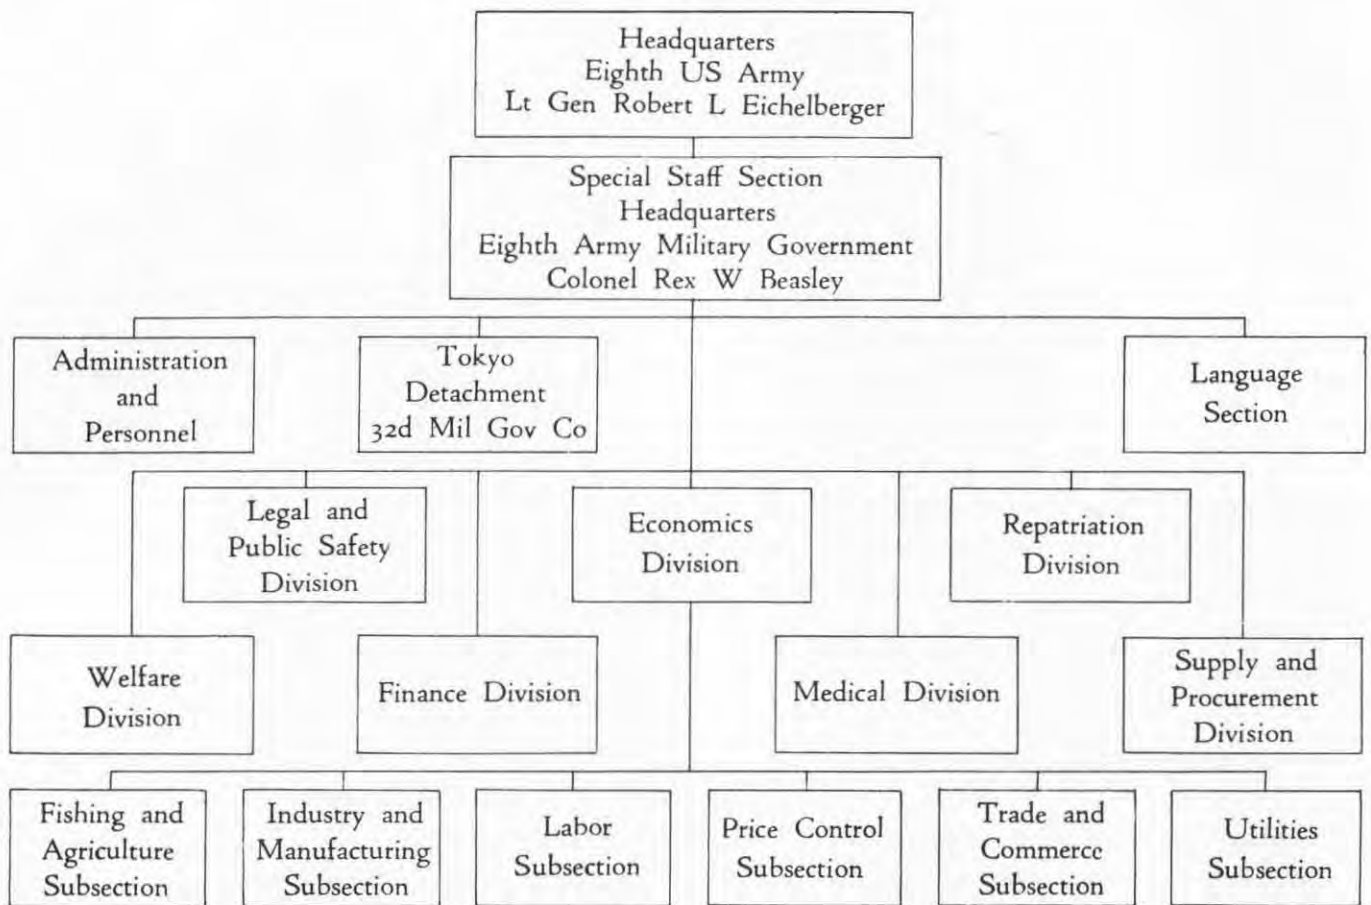 Headquarters
Eighth US Army
Lt Gen Robert L Eichelberger
Special Staff Section
Headquarters
Eighth Army Military Government
Colonel Rex W Beasley
Administration
and
Personnel
Tokyo
Detachment
32d Mil Gov Co
Language
Section
Legal and
Public Safety
Division
Economics
Division
Repatriation
Division
Welfare
Division
Finance Division
Medical Division
Supply and
Procurement
Division
Fishing and
Agriculture
Subsection
Industry and
Manufacturing
Subsection
Labor
Subsection
Price Control
Subsection
Trade and
Commerce
Subsection
Utilities
Subsection